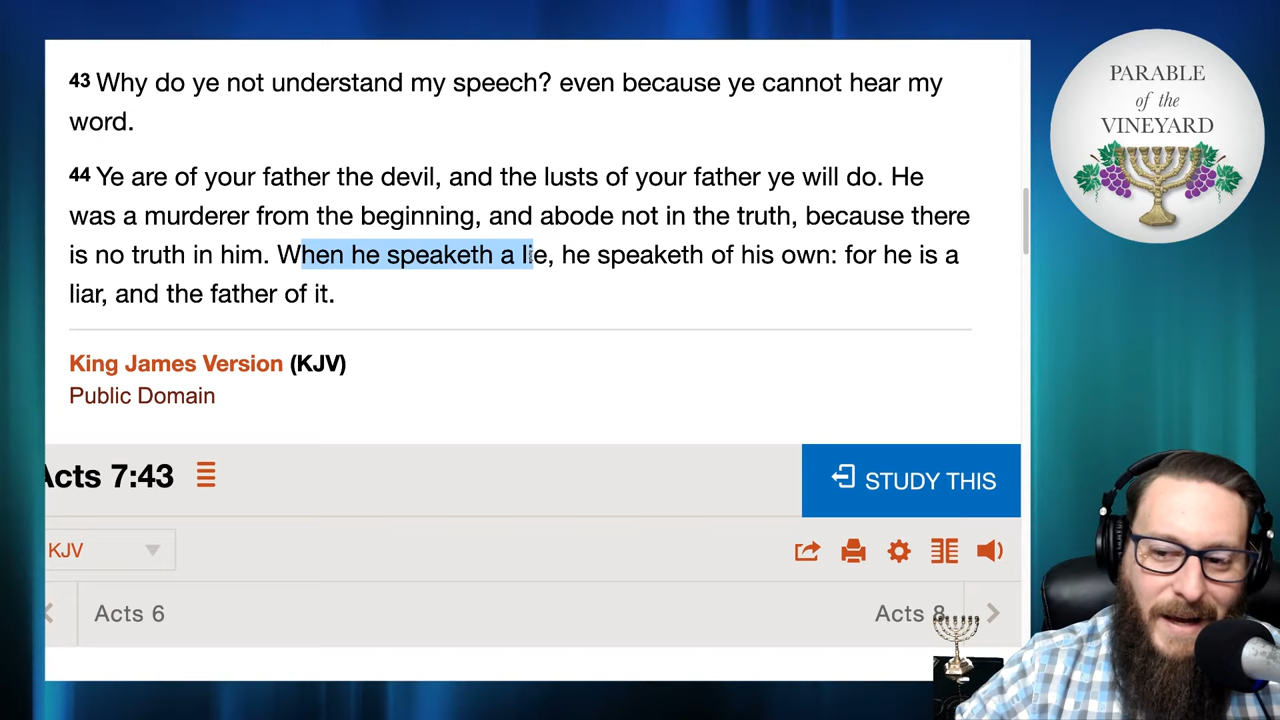 43 Why do ye not understand my speech? even because ye cannot hear my
word.
44 Ye are of your father the devil, and the lusts of your father ye will do. He
was a murderer from the beginning, and abode not in the truth, because there
is no truth in him. When he speaketh a lie, he speaketh of his own: for he is a
liar, and the father of it.
King James Version (KJV)
Public Domain
Acts 7:43
STUDY THIS
KJV
Acts 6
Acts 8
PARABLE
of the
VINEYARD